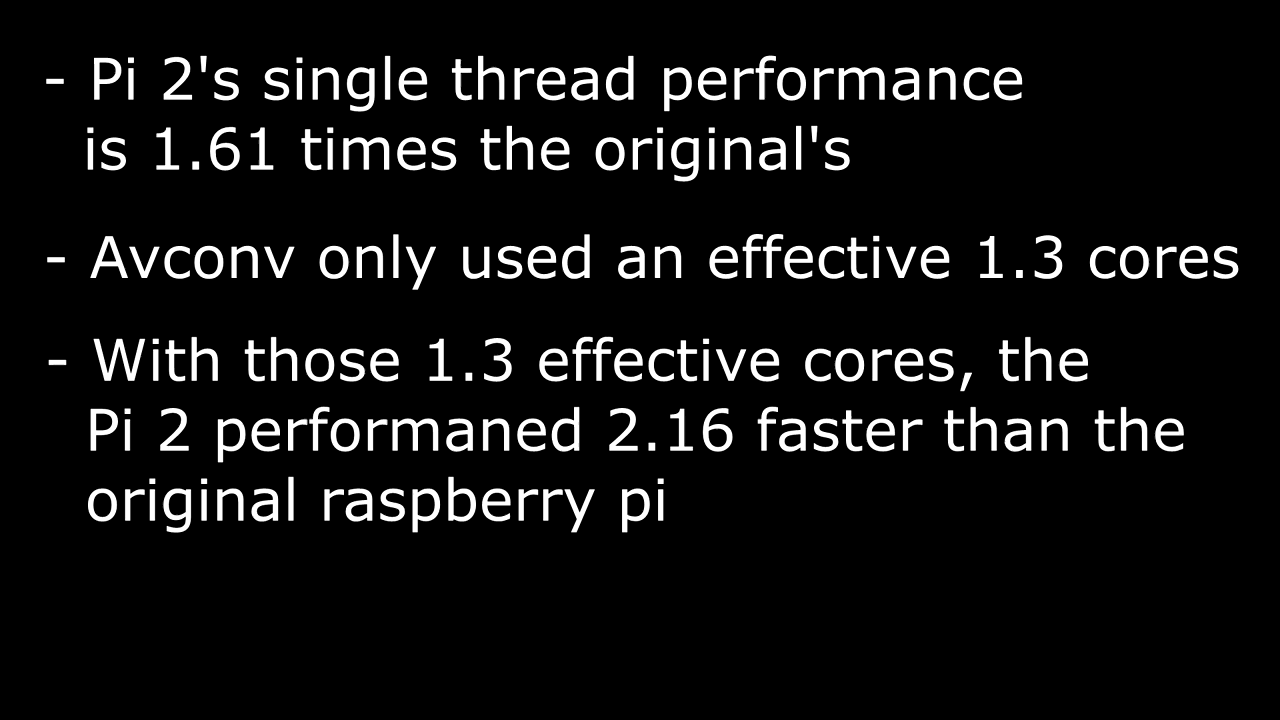 - Pi 2's single thread performance
is 1.61 times the original's
- Avconv only used an effective 1.3 cores
- With those 1.3 effective cores, the
Pi 2 performaned 2.16 faster than the
original raspberry pi